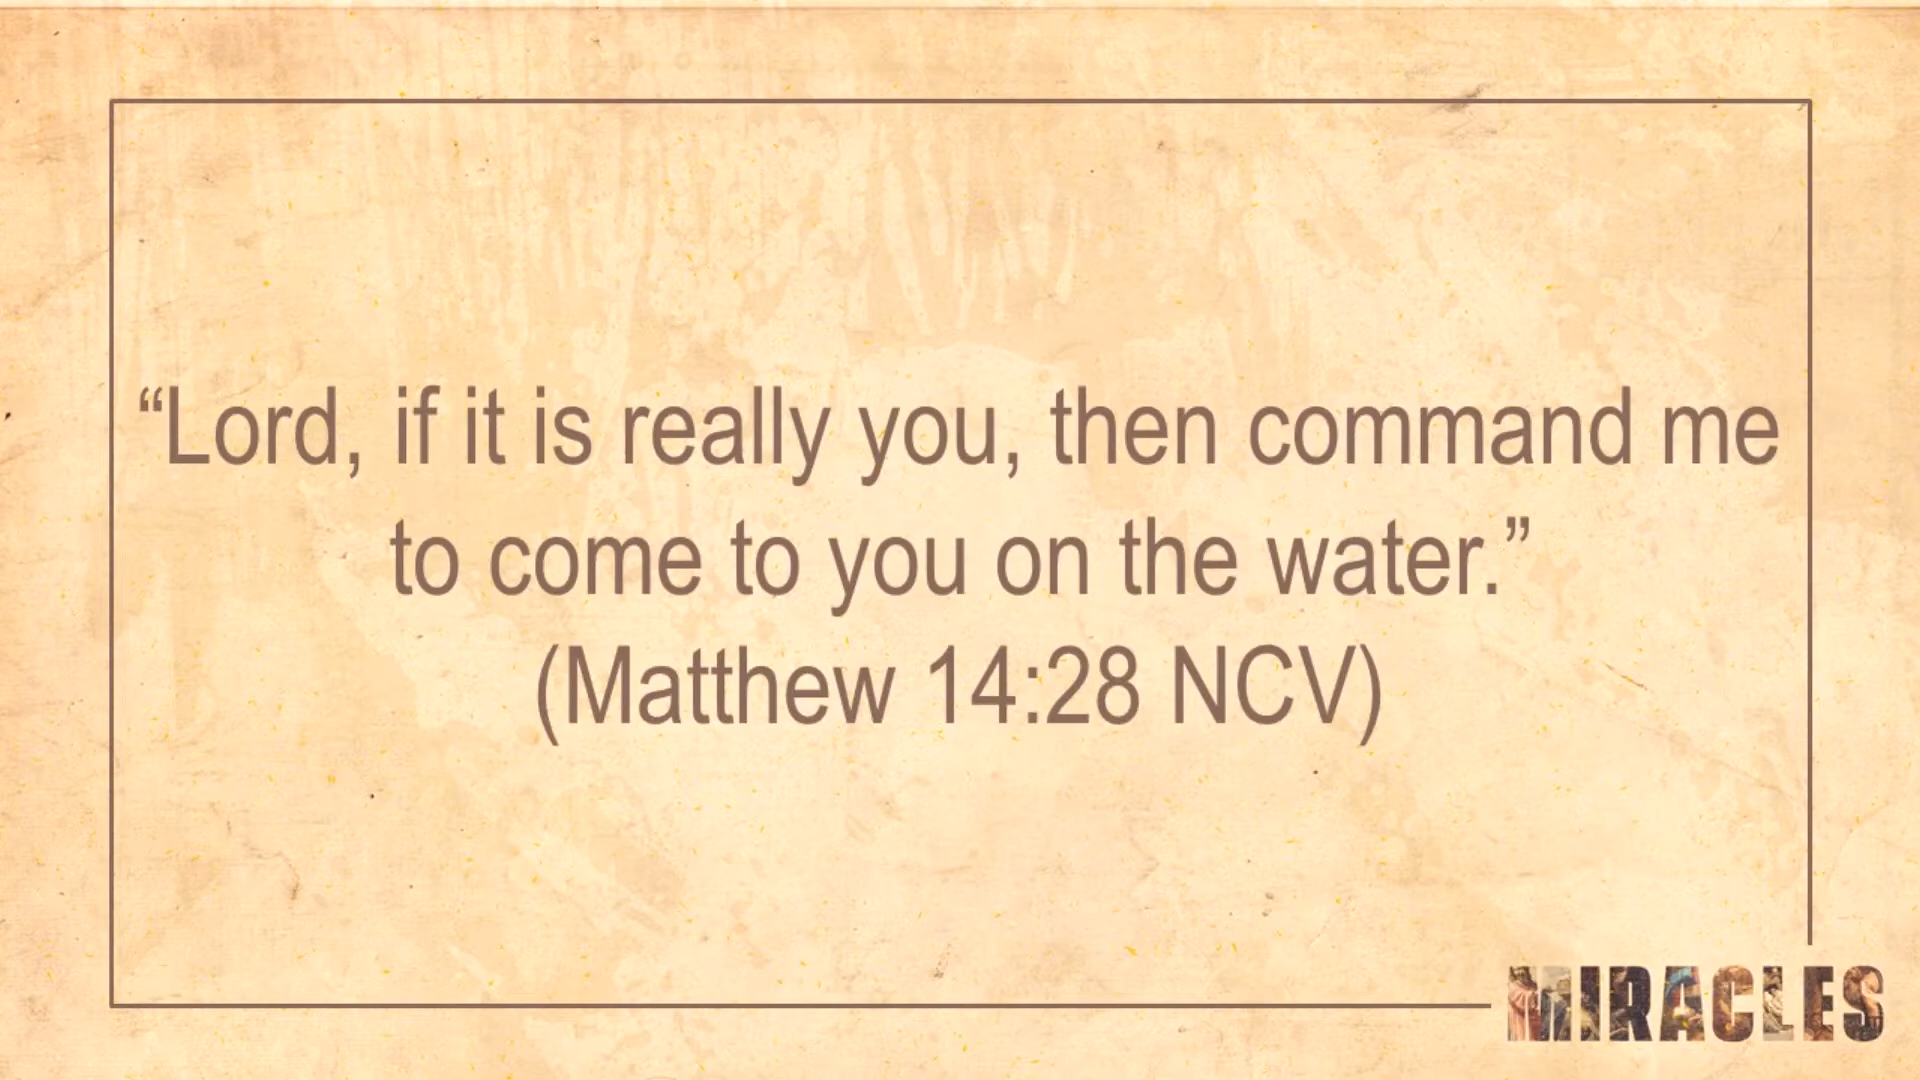 “Lord, if it is really you, then command me
to come to you on the water.”
(Matthew 14:28 NCV)
MIRACLES